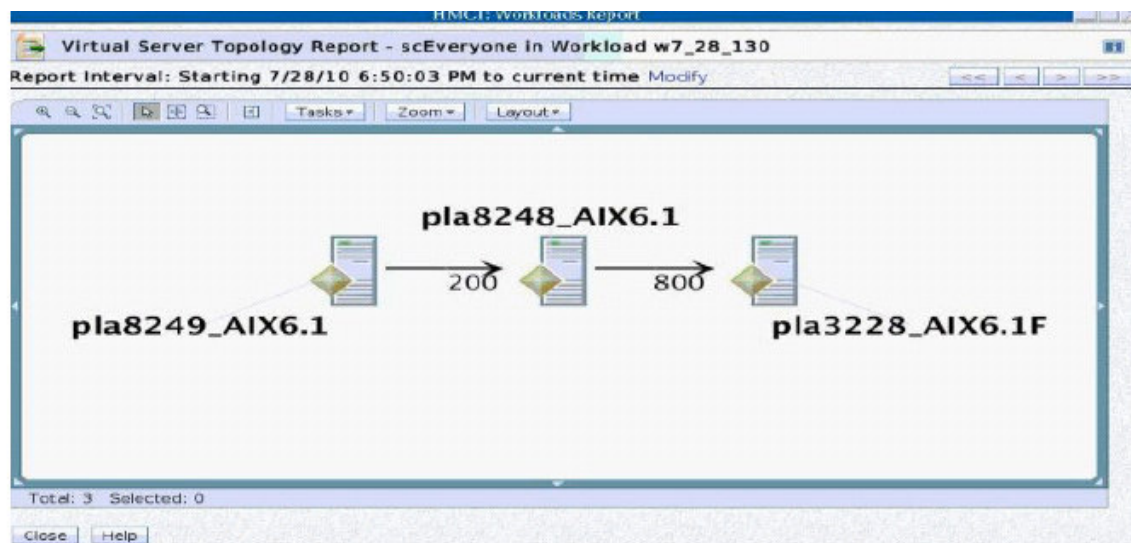 HMC1: Workloads Report
Virtual Server Topology Report - scEveryone in Workload w7_28_130
Report Interval: Starting 7/28/10 6:50:03 PM to current time Modify
<< < > >>
Tasks Zoom Layout
pla8248_AIX6.1
200 800
pla8249_AIX6.1 pla3228_AIX6.1F
Total: 3 Selected: 0
Close Help